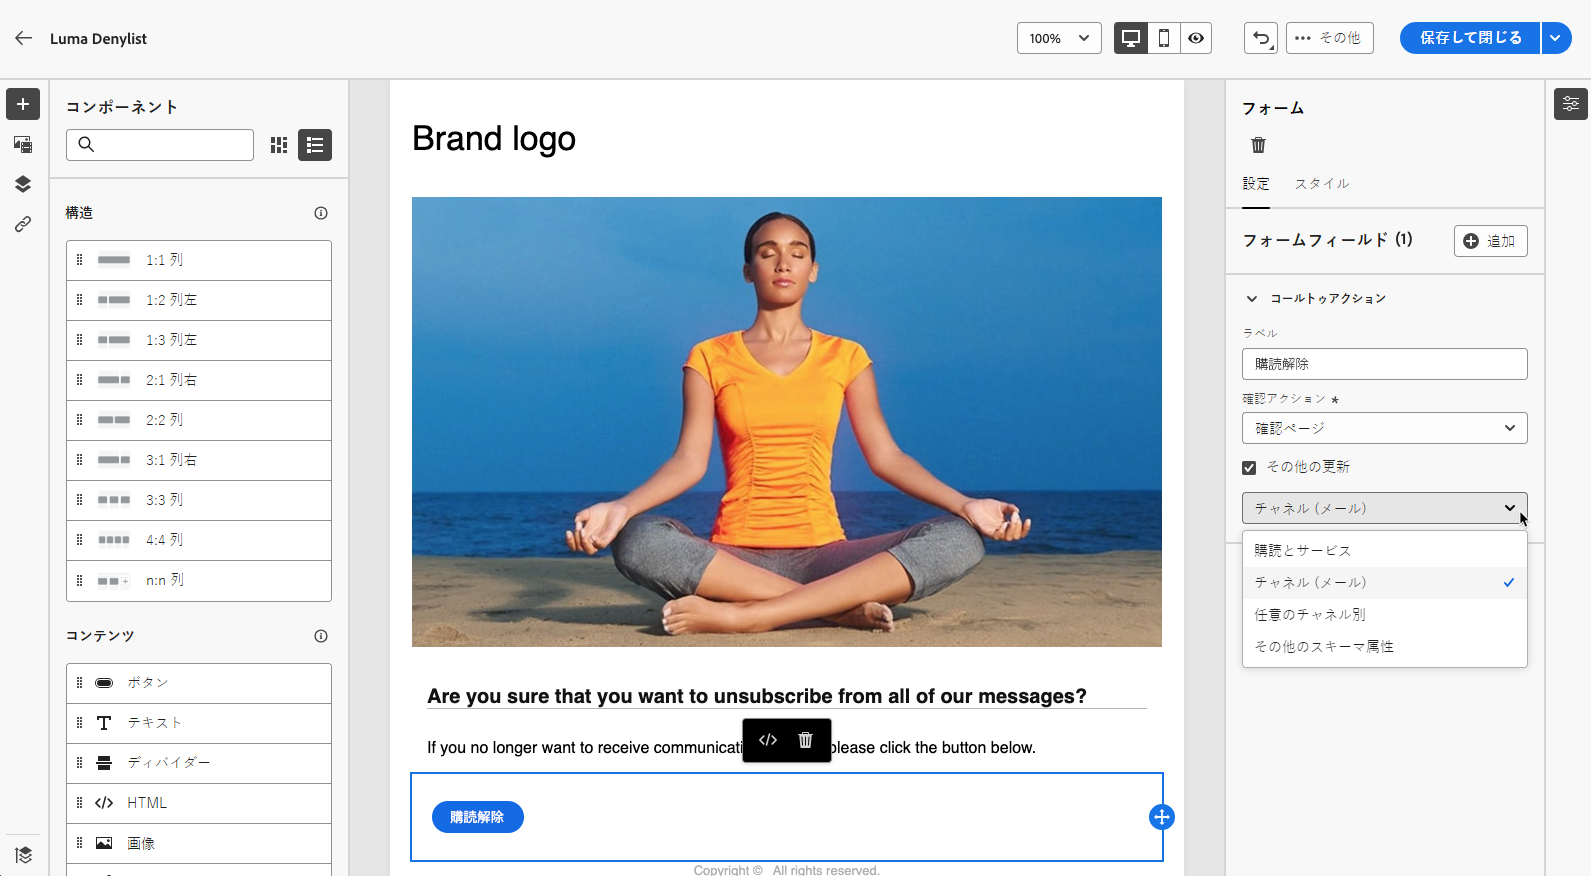 Luma Denylist
100%
その他
保存して閉じる
コンポーネント
構造
1:1 列
1:2 列左
1:3 列左
2:1 列右
2:2 列
3:1 列右
3:3 列
4:4 列
n:n 列
コンテンツ
ボタン
テキスト
ディバイダー
HTML
画像
Brand logo
Are you sure that you want to unsubscribe from all of our messages?
If you no longer want to receive please click the button below.
購読解除
Copyright © All rights reserved.
フォーム
設定 スタイル
フォームフィールド (1)
追加
コールトゥアクション
ラベル
購読解除
確認アクション *
確認ページ
その他の更新
チャネル (メール)
購読とサービス
チャネル (メール)
任意のチャネル別
その他のスキーマ属性